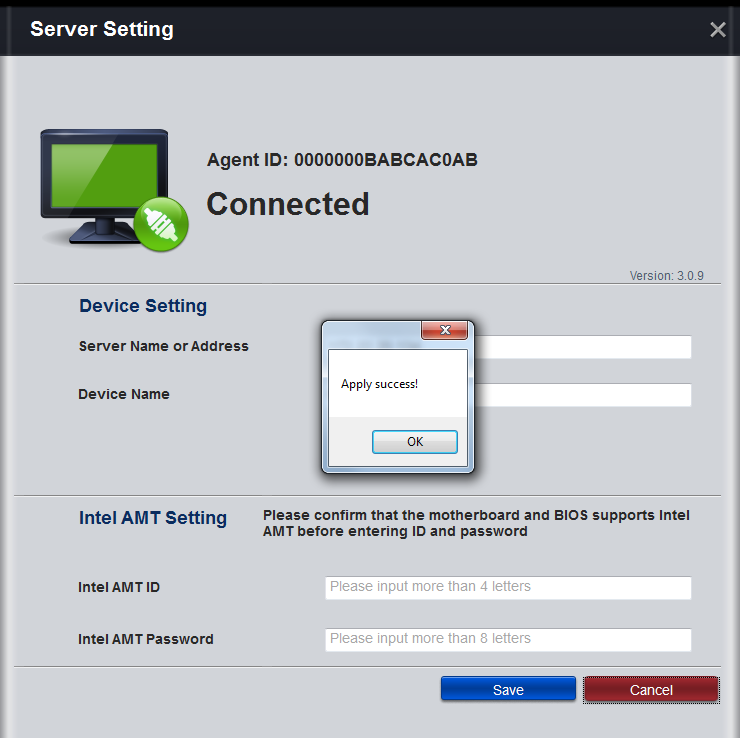 Server Setting
Agent ID: 0000000BABCAC0AB
Connected
Version: 3.0.9
Device Setting
Server Name or Address
Device Name
Apply success!
OK
Intel AMT Setting
Please confirm that the motherboard and BIOS supports Intel
AMT before entering ID and password
Intel AMT ID
Please input more than 4 letters
Intel AMT Password
Please input more than 8 letters
Save
Cancel